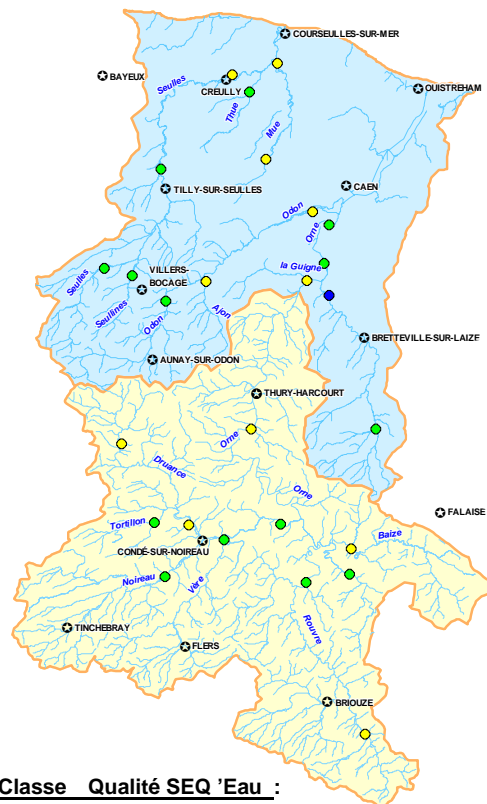 COURSEULLES-SUR-MER
BAYEUX
Seulles
CREULLY
OUISTREHAM
Thue
Mue
TILLY-SUR-SEULLES
CAEN
Odon
Orne
la Guigne
VILLERS-
BOCAGE
Seulles
Seullines
Odon
Ajon
BRETTEVILLE-SUR-LAIZE
AUNAY-SUR-ODON
THURY-HARCOURT
Orne
Druance
Orne
FALAISE
Tortillon
Baize
CONDÉ-SUR-NOIREAU
Noireau
Vère
Rouvre
TINCHEBRAY
FLERS
BRIOUZE
Classe Qualité SEQ 'Eau :